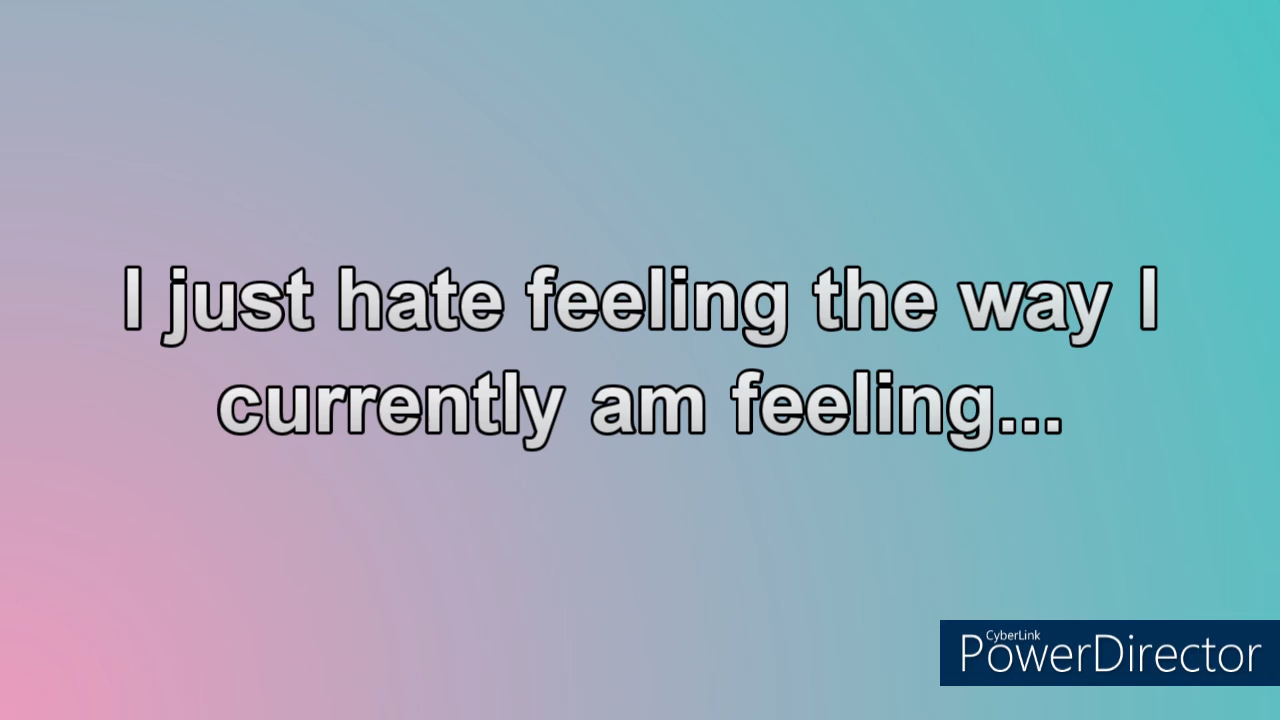 I just hate feeling the way I
currently am feeling...
CyberLink
PowerDirector